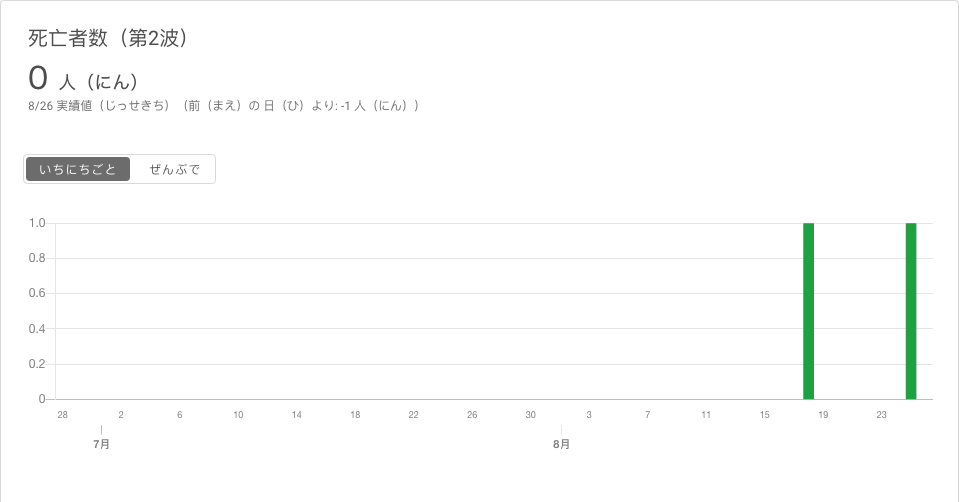 死亡者数（第2波）
0 人（にん）
8/26 実績値（じっせきち）（前（まえ）の 日（ひ）より: -1 人（にん））
いちにちごと ぜんぶで
1.0
0.8
0.6
0.4
0.2
0
28 2 6 10 14 18 22 26 30 3 7 11 15 19 23
7月 8月